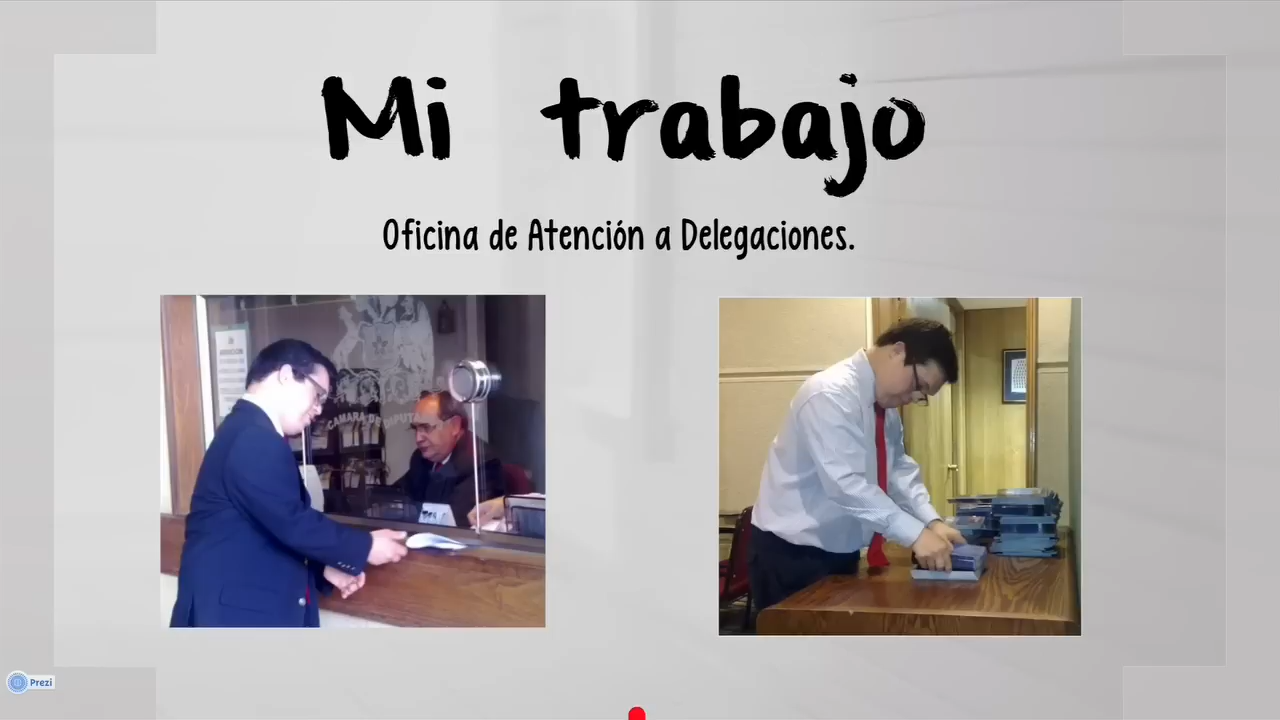 Mi trabajo
Oficina de Atención a Delegaciones.
CAMARA DE DIPUTA
Prezi